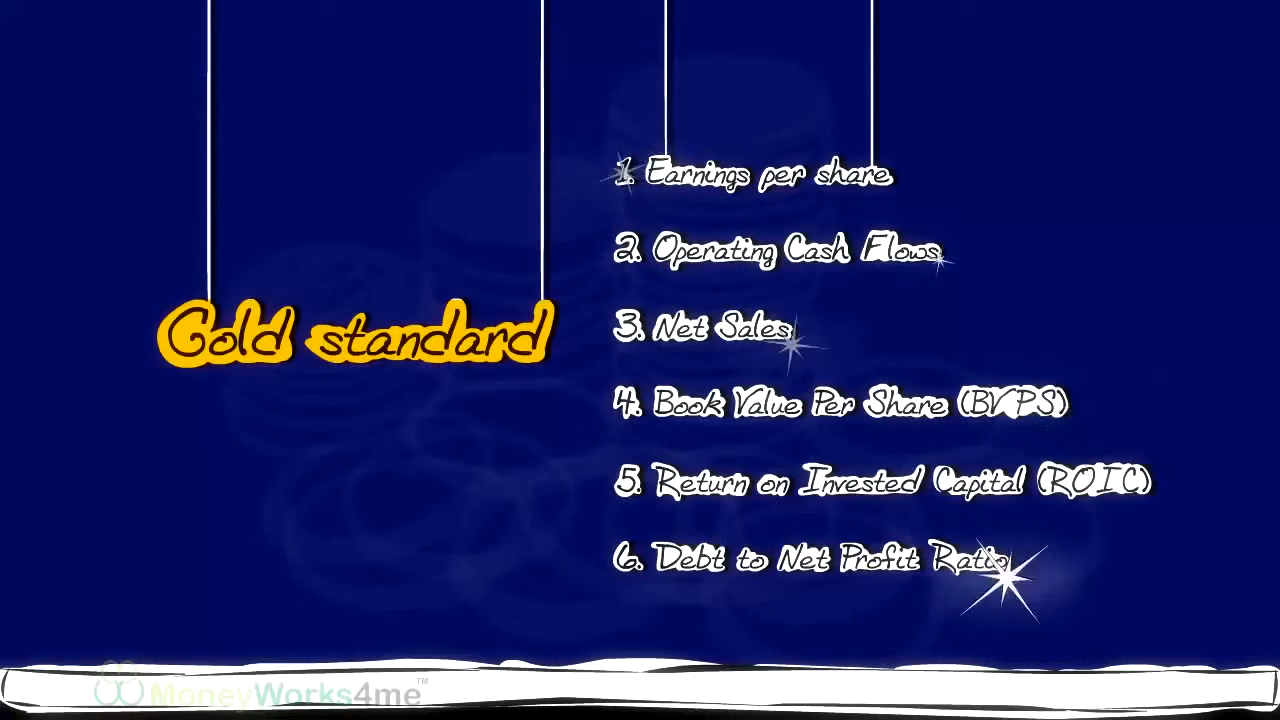 Gold standard
1. Earnings per share
2. Operating Cash Flows
3. Net Sales
4. Book Value Per Share (BVPS)
5. Return on Invested Capital (ROIC)
6. Debt to Net Profit Ratio
MoneyWorks4me™